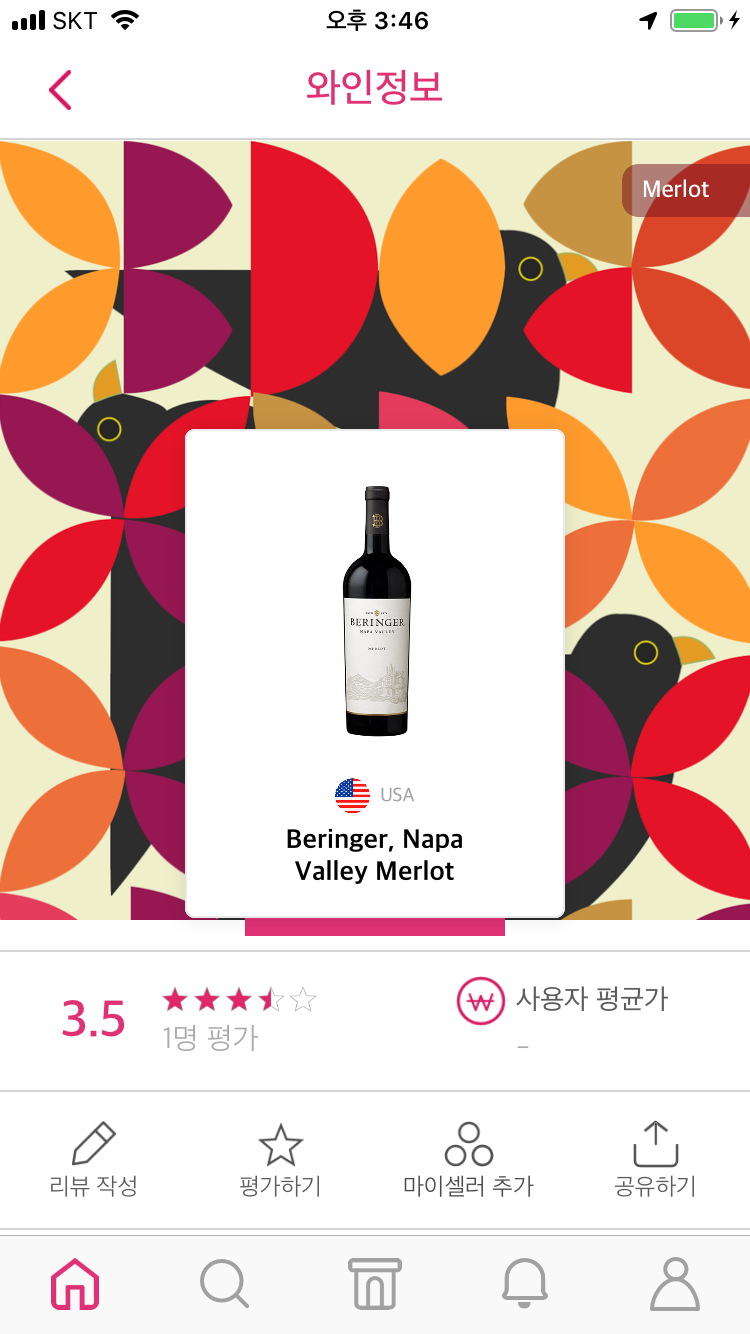 SKT 오후 3:46
와인정보
Merlot
BERINGER
NAPA VALLEY
MERLOT
USA
Beringer, Napa
Valley Merlot
3.5
1명 평가
사용자 평균가
-
리뷰 작성
평가하기
마이셀러 추가
공유하기